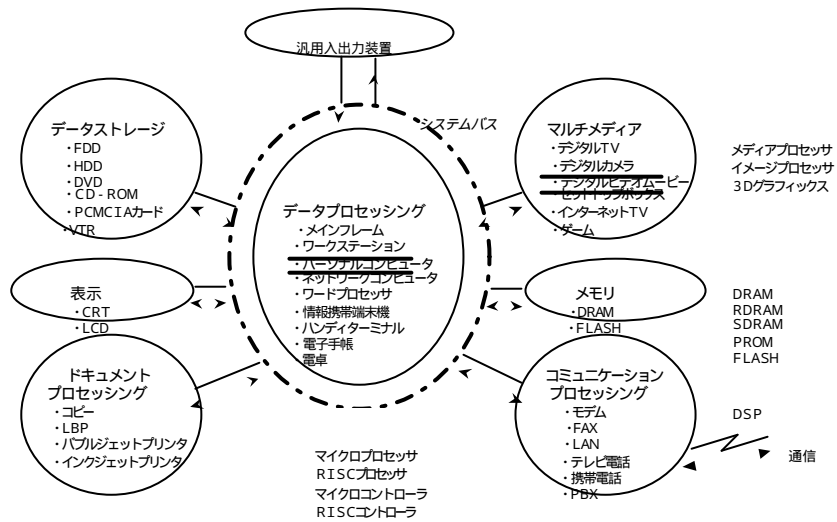 汎用入出力装置
システムバス
データストレージ
・FDD
・HDD
・DVD
・CD-ROM
・PCMCIAカード
・VTR
マルチメディア
・デジタルTV
・デジタルカメラ
・デジタルビデオムービー
・セットトップボックス
・インターネットTV
・ゲーム
メディアプロセッサ
イメージプロセッサ
3Dグラフィックス
データプロセッシング
・メインフレーム
・ワークステーション
・パーソナルコンピュータ
・ネットワークコンピュータ
・ワードプロセッサ
・情報携帯端末機
・ハンディターミナル
・電子手帳
・電卓
表示
・CRT
・LCD
メモリ
・DRAM
・FLASH
DRAM
RDRAM
SDRAM
PROM
FLASH
ドキュメント
プロセッシング
・コピー
・LBP
・バブルジェットプリンタ
・インクジェットプリンタ
コミュニケーション
プロセッシング
・モデム
・FAX
・LAN
・テレビ電話
・携帯電話
・PBX
DSP
通信
マイクロプロセッサ
RISCプロセッサ
マイクロコントローラ
RISCコントローラ